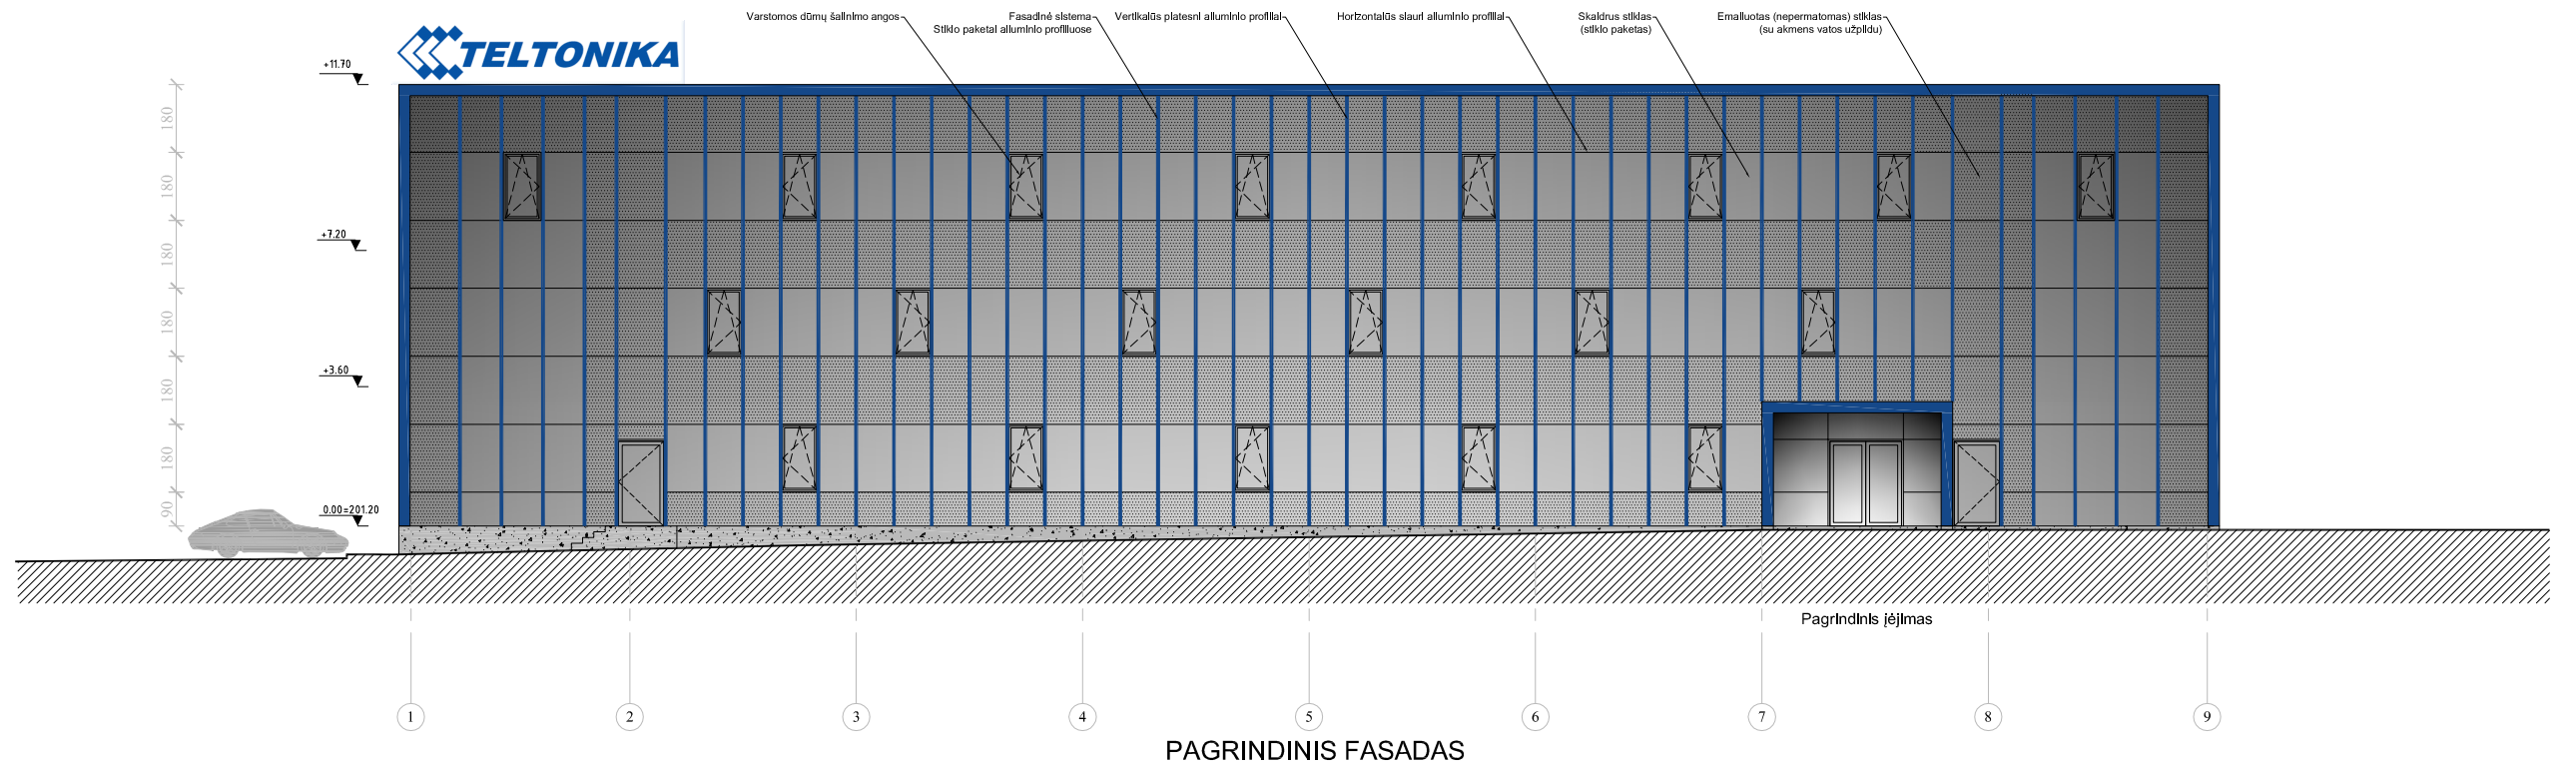 TELTONIKA
Varstomos dūmų šalinimo angos
Fasadinė sistema
Stiklo paketai aliuminio profiliuose
Vertikalūs platesni aliuminio profiliai
Horizontalūs siauri aliuminio profiliai
Skaidrus stiklas
(stiklo paketas)
Emaliuotas (nepermatomas) stiklas
(su akmens vatos užpildu)
+11.70
+7.20
+3.60
0.00=201.20
180
180
180
180
180
180
90
Pagrindinis įėjimas
1 2 3 4 5 6 7 8 9
PAGRINDINIS FASADAS